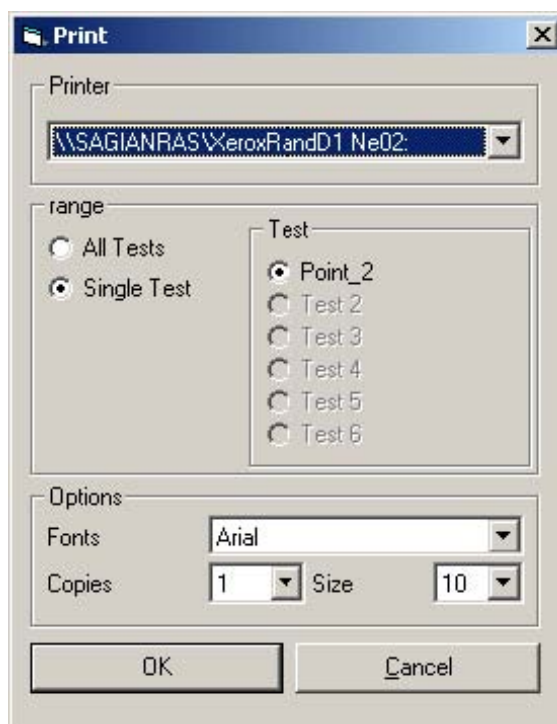 Print
Printer
\\SAGIANRAS\XeroxRandD1 Ne02:
range
All Tests
Single Test
Test
Point_2
Test 2
Test 3
Test 4
Test 5
Test 6
Options
Fonts Arial
Copies 1 Size 10
OK Cancel